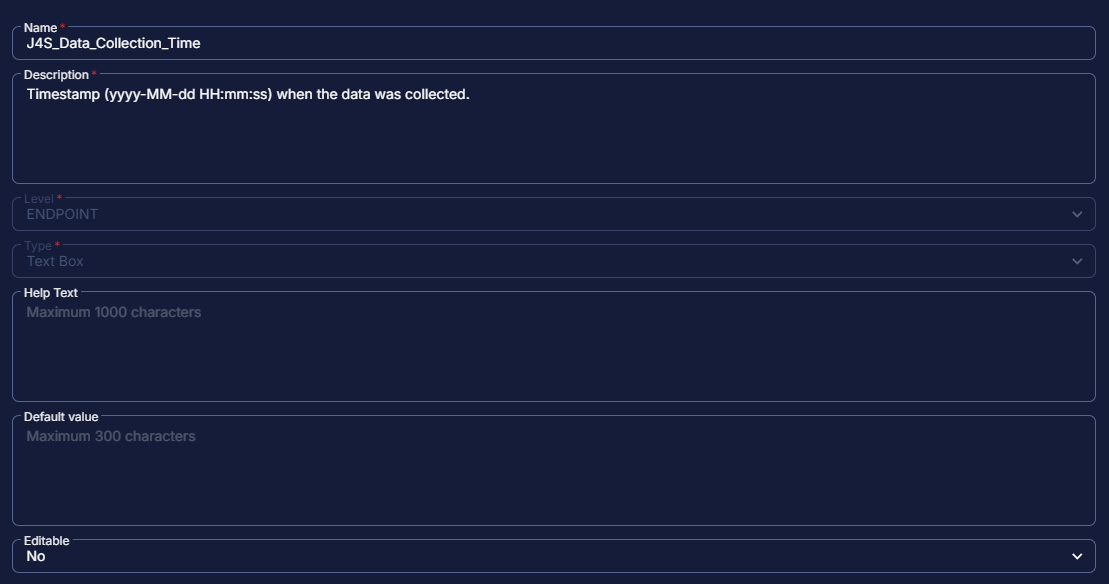 Name *
J4S_Data_Collection_Time
Description *
Timestamp (yyyy-MM-dd HH:mm:ss) when the data was collected.
Level *
ENDPOINT
Type *
Text Box
Help Text
Maximum 1000 characters
Default value
Maximum 300 characters
Editable
No